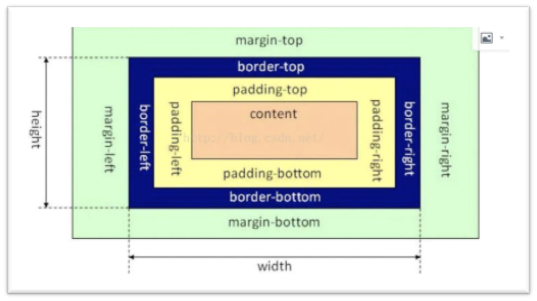 margin-top
border-top
padding-top
content
height
margin-left
border-left
padding-left
http://blog.csdn.net/
padding-right
border-right
margin-right
padding-bottom
border-bottom
margin-bottom
width